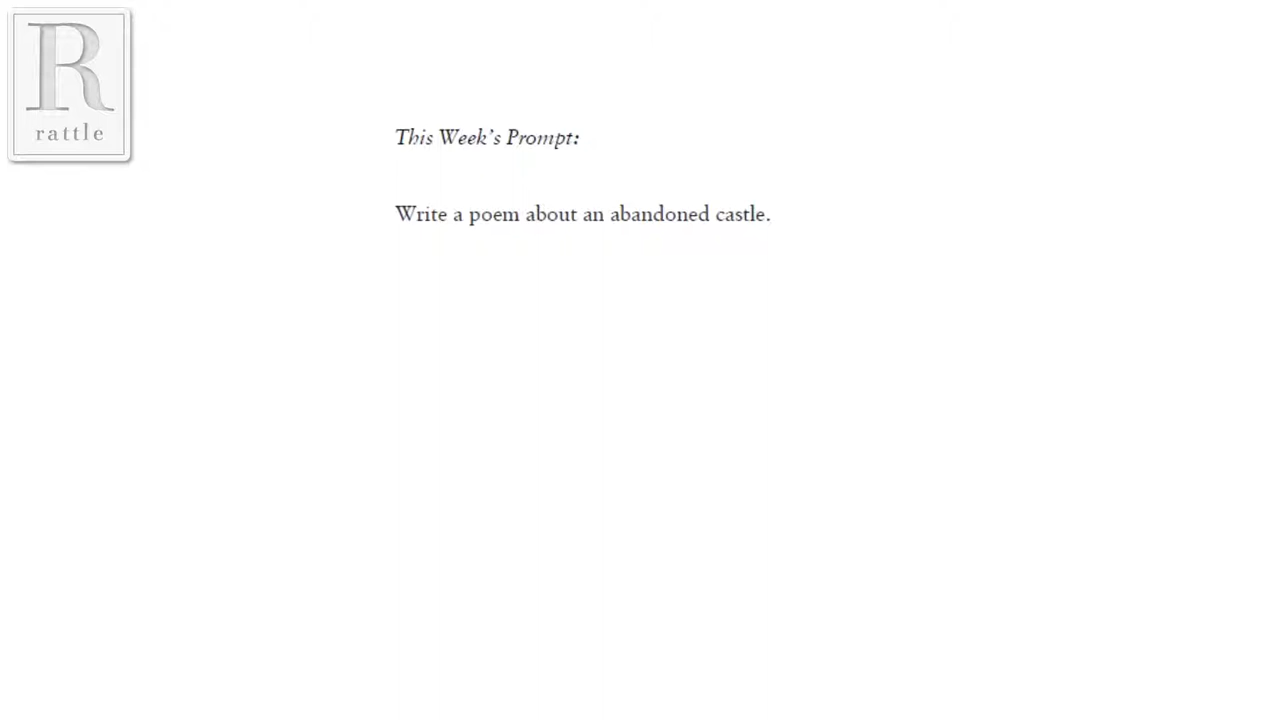 R
rattle
This Week's Prompt:
Write a poem about an abandoned castle.